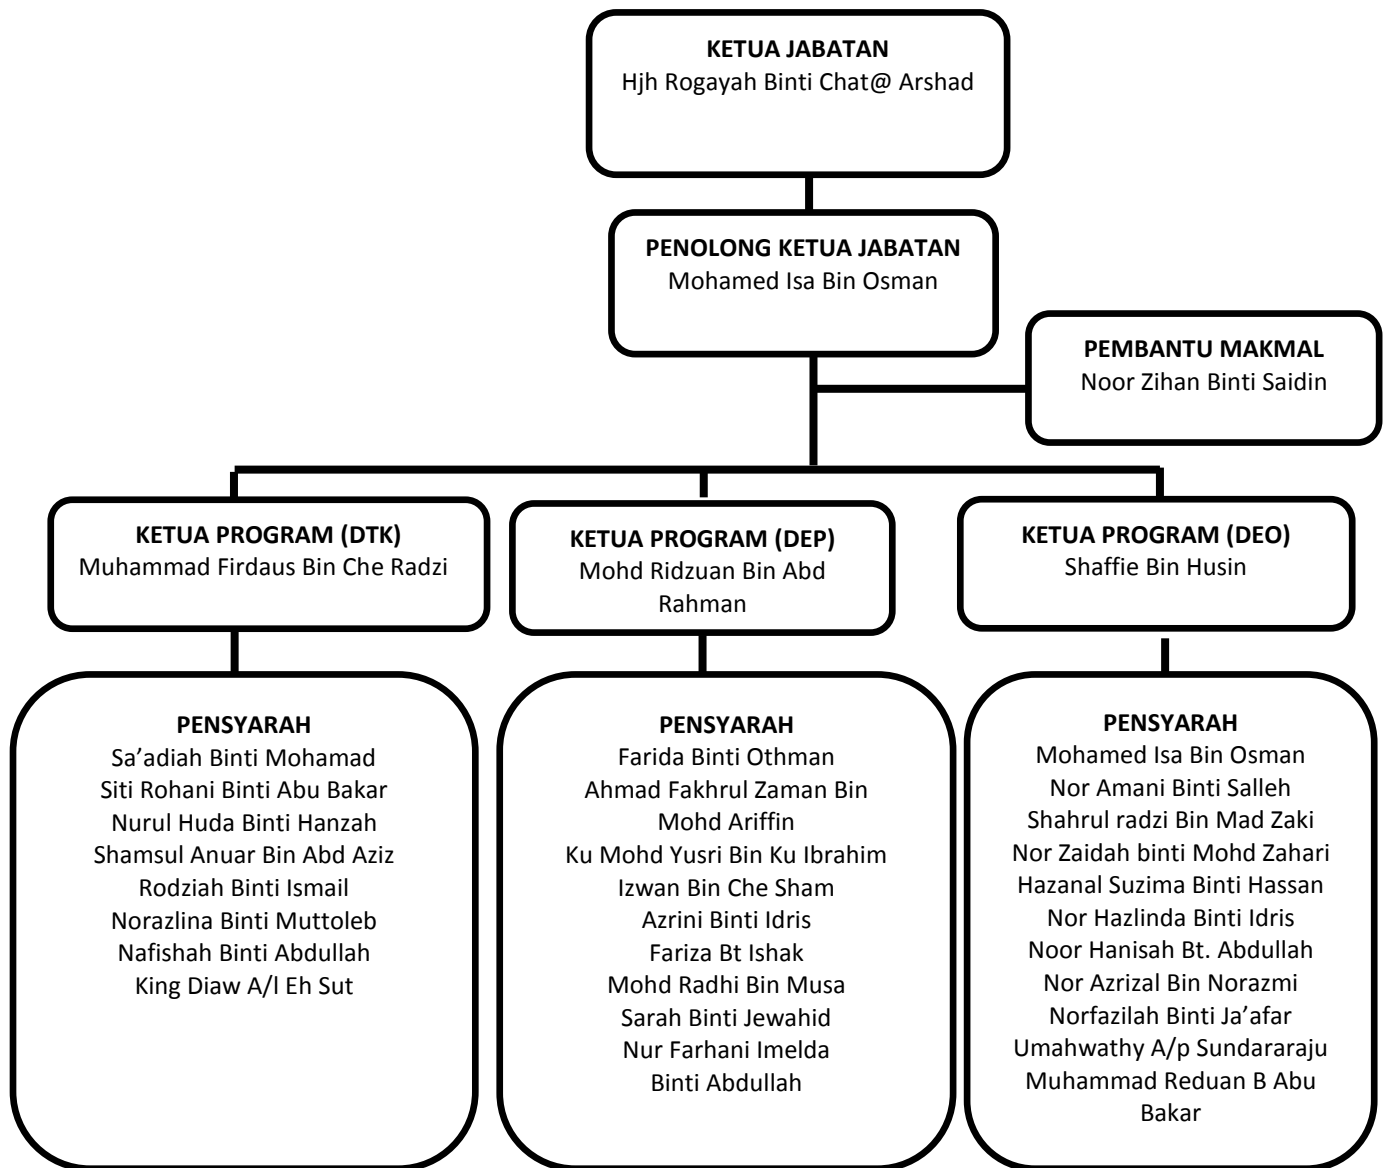 KETUA JABATAN
Hjh Rogayah Binti Chat@ Arshad
PENOLONG KETUA JABATAN
Mohamed Isa Bin Osman
PEMBANTU MAKMAL
Noor Zihan Binti Saidin
KETUA PROGRAM (DTK)
Muhammad Firdaus Bin Che Radzi
KETUA PROGRAM (DEP)
Mohd Ridzuan Bin Abd
Rahman
KETUA PROGRAM (DEO)
Shaffie Bin Husin
PENSYARAH
Sa’adiah Binti Mohamad
Siti Rohani Binti Abu Bakar
Nurul Huda Binti Hanzah
Shamsul Anuar Bin Abd Aziz
Rodziah Binti Ismail
Norazlina Binti Muttoleb
Nafishah Binti Abdullah
King Diaw A/l Eh Sut
PENSYARAH
Farida Binti Othman
Ahmad Fakhrul Zaman Bin
Mohd Ariffin
Ku Mohd Yusri Bin Ku Ibrahim
Izwan Bin Che Sham
Azrini Binti Idris
Fariza Bt Ishak
Mohd Radhi Bin Musa
Sarah Binti Jewahid
Nur Farhani Imelda
Binti Abdullah
PENSYARAH
Mohamed Isa Bin Osman
Nor Amani Binti Salleh
Shahrul radzi Bin Mad Zaki
Nor Zaidah binti Mohd Zahari
Hazanal Suzima Binti Hassan
Nor Hazlinda Binti Idris
Noor Hanisah Bt. Abdullah
Nor Azrizal Bin Norazmi
Norfazilah Binti Ja’afar
Umahwathy A/p Sundararaju
Muhammad Reduan B Abu
Bakar